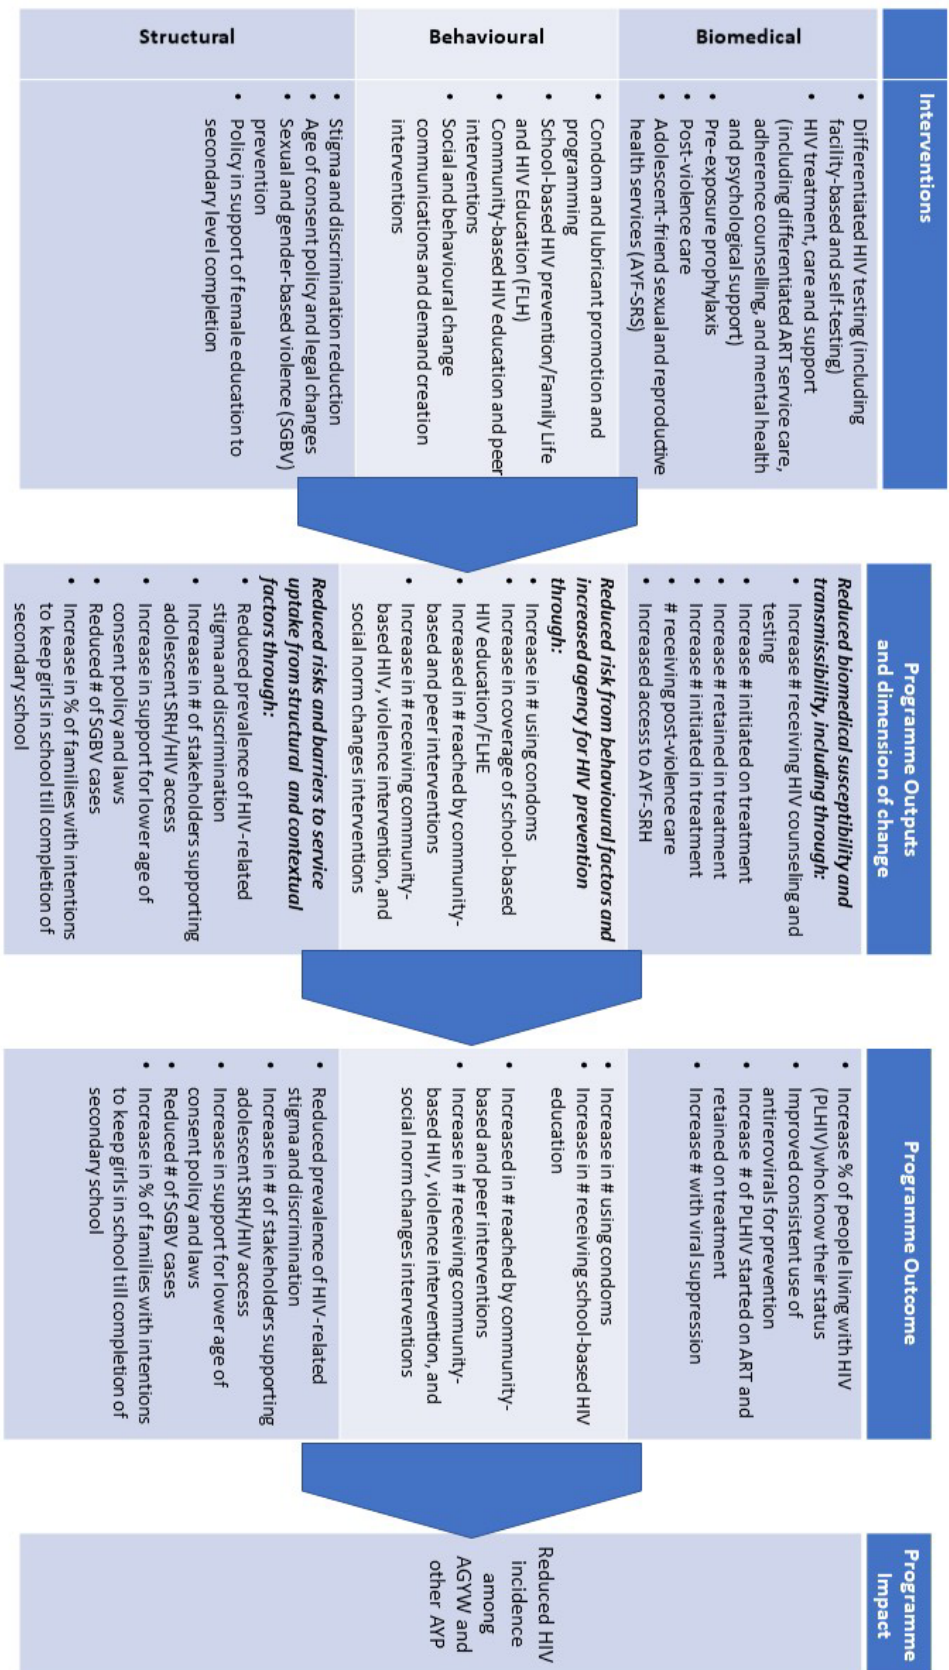 Interventions
Biomedical
• Differentiated HIV testing (including
facility-based and self-testing)
• HIV treatment, care and support
(including differentiated ART service care,
adherence counselling, and mental health
and psychological support)
• Pre-exposure prophylaxis
• Post-violence care
• Adolescent-friend sexual and reproductive
health services (AYF-SRS)
Behavioural
• Condom and lubricant promotion and
programming
• School-based HIV prevention/Family Life
and HIV Education (FLH)
• Community-based HIV education and peer
interventions
• Social and behavioural change
communications and demand creation
interventions
Structural
• Stigma and discrimination reduction
• Age of consent policy and legal changes
• Sexual and gender-based violence (SGBV)
prevention
• Policy in support of female education to
secondary level completion
Programme Outputs
and dimension of change
Reduced biomedical susceptibility and
transmissibility, including through:
• Increase # receiving HIV counseling and
testing
• Increase # initiated on treatment
• Increase # retained in treatment
• Increase # initiated in treatment
• # receiving post-violence care
• Increased access to AYF-SRH
Reduced risk from behavioural factors and
increased agency for HIV prevention
through:
• Increase in # using condoms
• Increase in coverage of school-based
HIV education/FLHE
• Increased in # reached by community-
based and peer interventions
• Increase in # receiving community-
based HIV, violence intervention, and
social norm changes interventions
Reduced risks and barriers to service
uptake from structural and contextual
factors through:
• Reduced prevalence of HIV-related
stigma and discrimination
• Increase in # of stakeholders supporting
adolescent SRH/HIV access
• Increase in support for lower age of
consent policy and laws
• Reduced # of SGBV cases
• Increase in % of families with intentions
to keep girls in school till completion of
secondary school
Programme Outcome
• Increase % of people living with HIV
(PLHIV)who know their status
• Improved consistent use of
antirerovirals for prevention
• Increase # of PLHIV started on ART and
retained on treatment
• Increase # with viral suppression
• Increase in # using condoms
• Increase in # receiving school-based HIV
education
• Increased in # reached by community-
based and peer interventions
• Increase in # receiving community-
based HIV, violence intervention, and
social norm changes interventions
• Reduced prevalence of HIV-related
stigma and discrimination
• Increase in # of stakeholders supporting
adolescent SRH/HIV access
• Increase in support for lower age of
consent policy and laws
• Reduced # of SGBV cases
• Increase in % of families with intentions
to keep girls in school till completion of
secondary school
Programme
Impact
Reduced HIV
incidence
among
AGYW and
other AYP